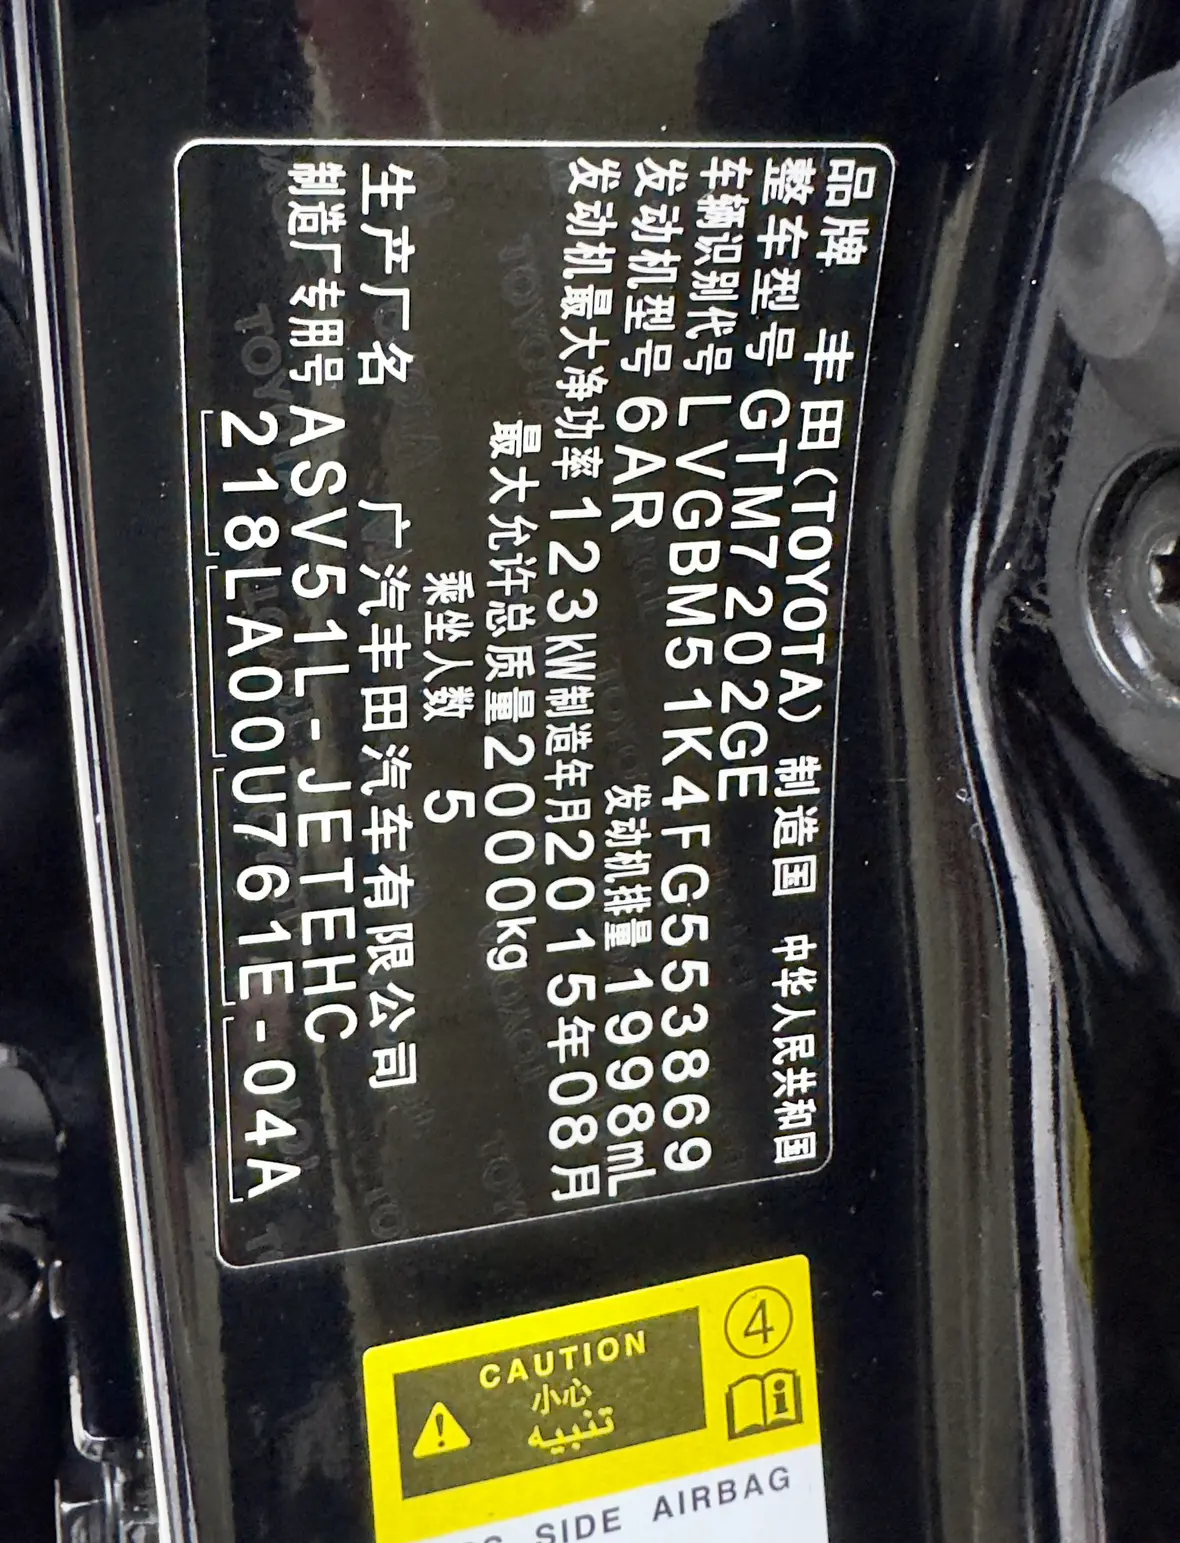 品牌 丰田(TOYOTA) 制造国 中华人民共和国
整车型号 GTM7202GE
车辆识别代号 LVGBM51K4FG553869
发动机型号 6AR 发动机排量 1998mL
发动机最大净功率 123kW 制造年月 2015年08月
最大允许总质量 2000kg
乘坐人数 5
生产厂名 广汽丰田汽车有限公司
制造厂专用号 ASV51L-JETEHC
218LA00U761E-04A
4
CAUTION
小心
تنبيه
SIDE AIRBAG